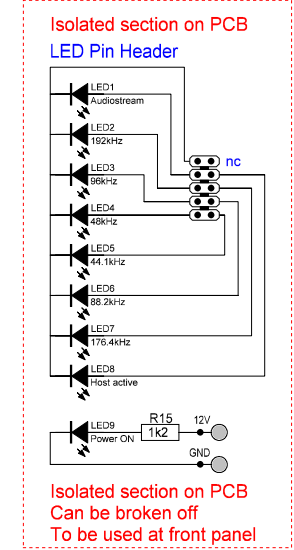 Isolated section on PCB
LED Pin Header
LED1
Audiostream
nc
LED2
192kHz
LED3
96kHz
LED4
48kHz
LED5
44.1kHz
LED6
88.2kHz
LED7
176.4kHz
LED8
Host active
LED9
Power ON
R15
1k2
12V
GND
Isolated section on PCB
Can be broken off
To be used at front panel